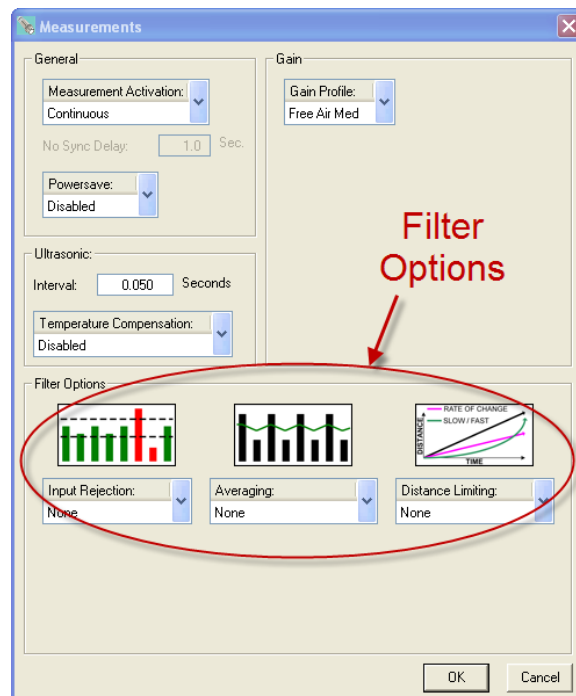 Measurements
General
Measurement Activation:
Continuous
No Sync Delay: 1.0 Sec.
Powersave:
Disabled
Gain
Gain Profile:
Free Air Med
Ultrasonic:
Interval: 0.050 Seconds
Temperature Compensation:
Disabled
Filter
Options
Filter Options
RATE OF CHANGE
SLOW / FAST
DISTANCE
TIME
Input Rejection:
None
Averaging:
None
Distance Limiting:
None
OK
Cancel